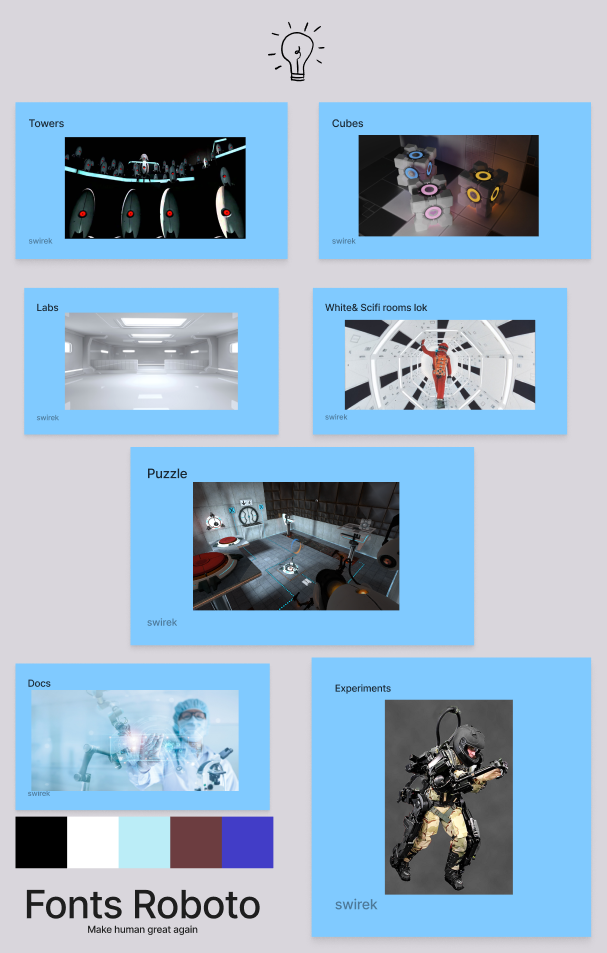 Towers
swirek
Cubes
swirek
Labs
swirek
White& Scifi rooms lok
swirek
Puzzle
swirek
Docs
swirek
Experiments
swirek
Fonts Roboto
Make human great again